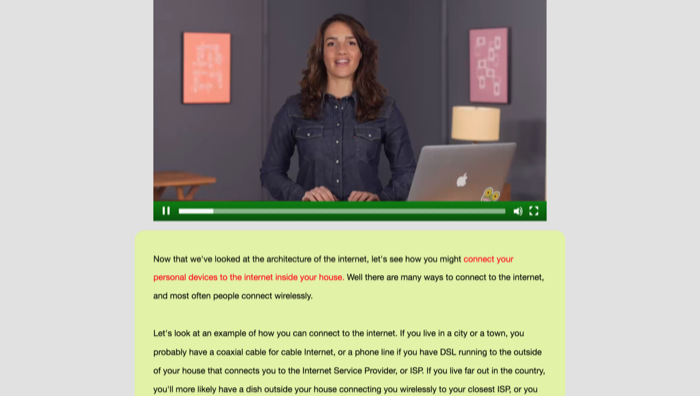 Now that we've looked at the architecture of the internet, let's see how you might connect your
personal devices to the internet inside your house. Well there are many ways to connect to the internet,
and most often people connect wirelessly.
Let's look at an example of how you can connect to the internet. If you live in a city or a town, you
probably have a coaxial cable for cable Internet, or a phone line if you have DSL running to the outside
of your house that connects you to the Internet Service Provider, or ISP. If you live far out in the country,
you'll more likely have a dish outside your house connecting you wirelessly to your closest ISP, or you